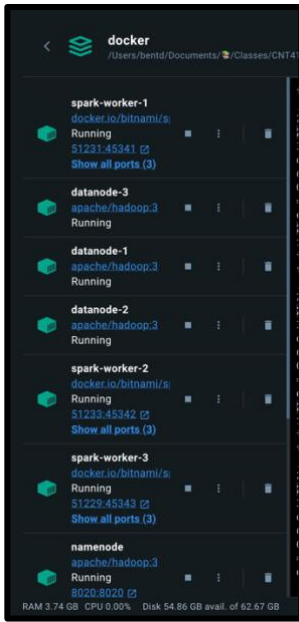 docker
/Users/bentd/Documents/📚/Classes/CNT41
spark-worker-1
docker.io/bitnami/s
Running
51231:45341
Show all ports (3)
datanode-3
apache/hadoop:3
Running
datanode-1
apache/hadoop:3
Running
datanode-2
apache/hadoop:3
Running
spark-worker-2
docker.io/bitnami/s
Running
51233:45342
Show all ports (3)
spark-worker-3
docker.io/bitnami/s
Running
51229:45343
Show all ports (3)
namenode
apache/hadoop:3
Running
8020:8020
RAM 3.74 GB CPU 0.00% Disk 54.86 GB avail. of 62.67 GB